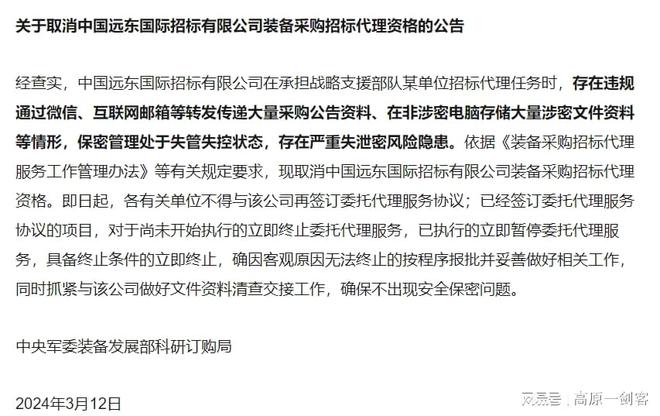 关于取消中国远东国际招标有限公司装备采购招标代理资格的公告
经查实，中国远东国际招标有限公司在承担战略支援部队某单位招标代理任务时，存在违规
通过微信、互联网邮箱等转发传递大量采购公告资料、在非涉密电脑存储大量涉密文件资料
等情形，保密管理处于失管失控状态，存在严重失泄密风险隐患。依据《装备采购招标代理
服务工作管理办法》等有关规定要求，现取消中国远东国际招标有限公司装备采购招标代理
资格。即日起，各有关单位不得与该公司再签订委托代理服务协议；已经签订委托代理服务
协议的项目，对于尚未开始执行的立即终止委托代理服务，已执行的立即暂停委托代理服
务，具备终止条件的立即终止，确因客观原因无法终止的按程序报批并妥善做好相关工作，
同时抓紧与该公司做好文件资料清查交接工作，确保不出现安全保密问题。
中央军委装备发展部科研订购局
2024年3月12日
网易号 | 高原一剑客